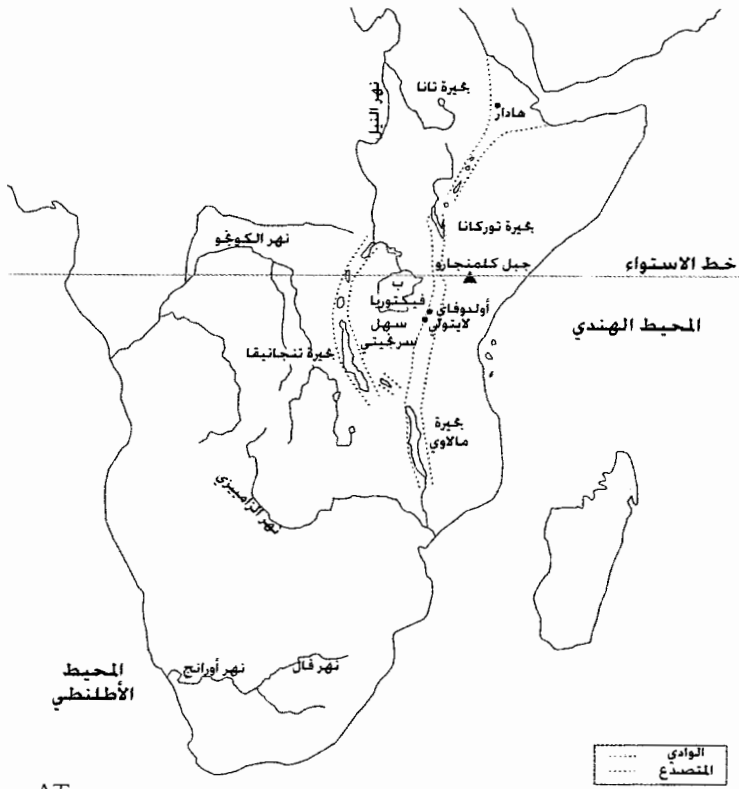 بحيرة تانا
نهر النيل
هادار
بحيرة توركانا
نهر الكونجو
جبل كلمنجارو
خط الاستواء
ب
فيكتوريا
أولدوفاي
لايتولي
سهل
سرنجيتي
المحيط الهندي
بحيرة تنجانيقا
بحيرة
مالاوي
نهر الزامبيزي
نهر فال
نهر أورانج
المحيط
الأطلنطي
الوادي
المتصدع